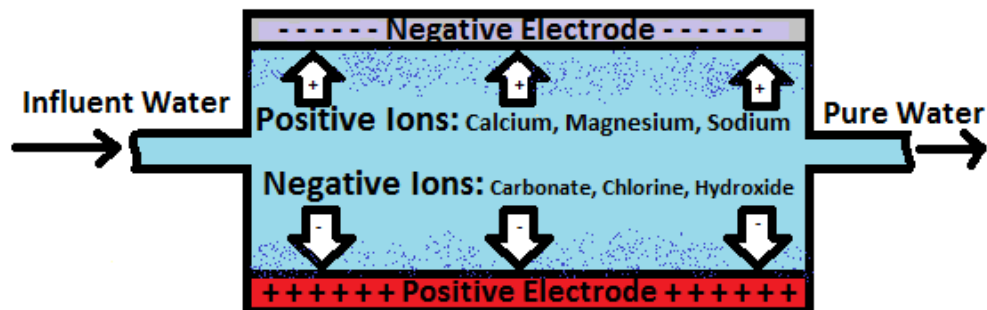 - - - - - - Negative Electrode - - - - - -
+ + +
Influent Water
Positive Ions: Calcium, Magnesium, Sodium
Pure Water
Negative Ions: Carbonate, Chlorine, Hydroxide
- - -
+ + + + + + Positive Electrode + + + + + +